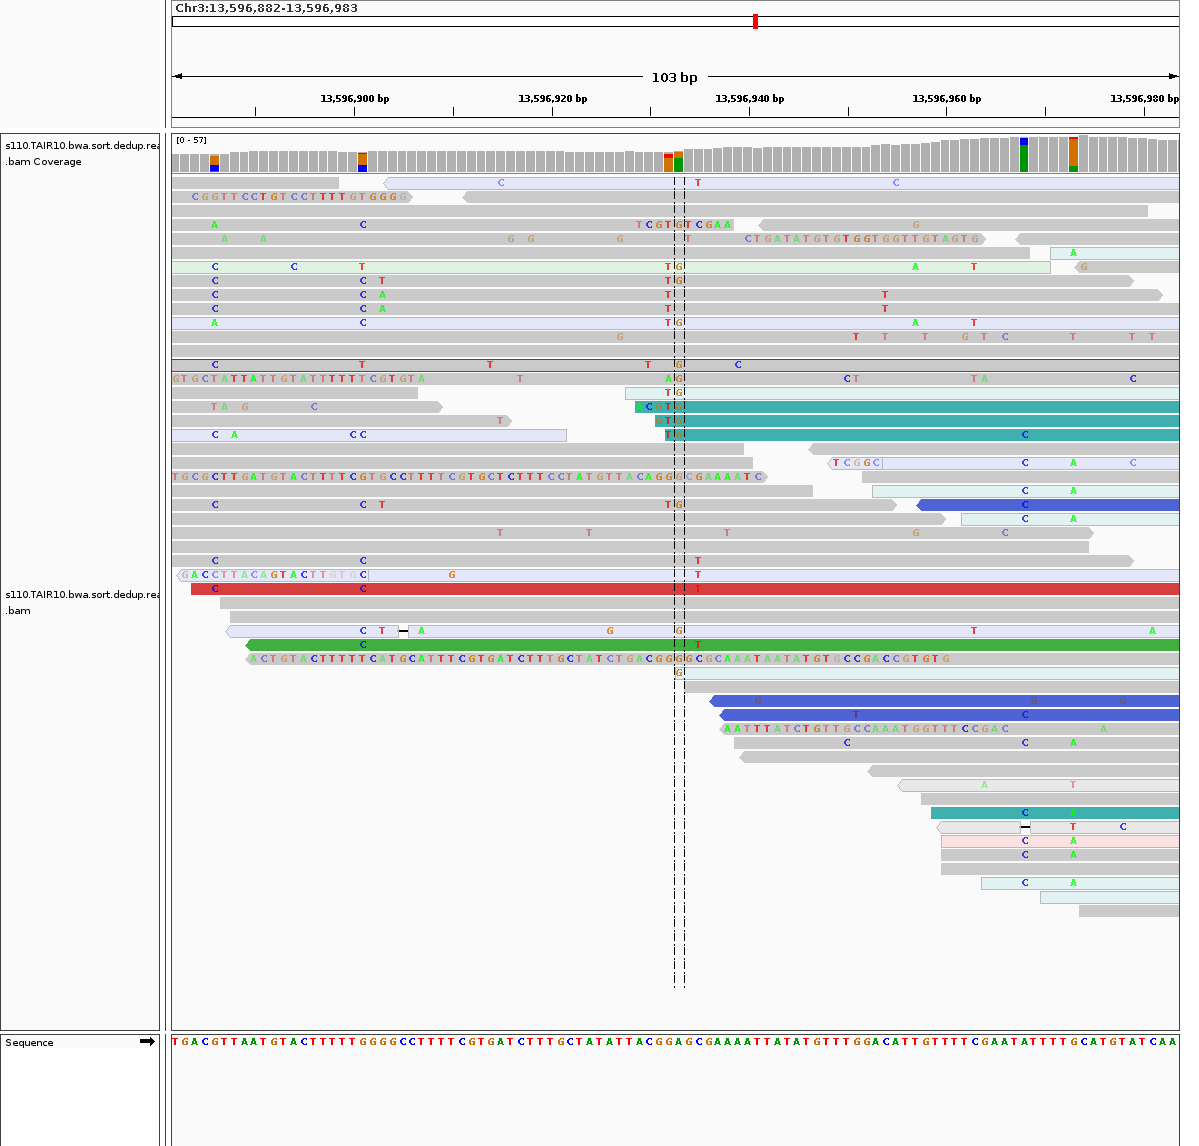 Chr3:13,596,882-13,596,983
103 bp
13,596,900 bp 13,596,920 bp 13,596,940 bp 13,596,960 bp 13,596,980 bp
s110.TAIR10.bwa.sort.dedup.rea
.bam Coverage
[0 - 57]
C T C
CGGTTCCTGTCCTTTTGTGGGG
A C TCGTGTCGAA G
A A G G G T CTGATATGTGTGGTGGTTGTAGTG
A
C C T T G A T G
C C T T G
C C A T T
C C A T T
A C T G A T
G T T T G T C T T T
C T T T G C
GTGCTATTATTGTATTTTTTCGTGTA T A G C T T A C
T G
T A G C
T
C A C C T G C
TCGGC C A C
TGCGCTTGATGTACTTTTCGTGCCTTTTCGTGCTCTTTCCTATGTTACAGGGCGAAAATC
C A
C C T T G C
C A
T T T G C
C C T
GACCTTACAGTACTTGTGC G T
C C T
C T A G G T A
C T
ACTGTACTTTTTCATGCATTTCGTGATCTTTGCTATCTGACGGGGCGCAAATAATATGTGCCGACCGTGTG
G
G G G
T C
AATTTATCTGTTGCCAAATGGTTTCCGAC A
C C A
A T
C A
T C
C A
C A
C A
s110.TAIR10.bwa.sort.dedup.rea
.bam
Sequence
TGACGTTAATGTACTTTTTGGGGCCTTTTCGTGATCTTTGCTATATTACGGAGCGAAAATTATATGTTTGGACATTGTTTTCGAATATTTTGCATGTATCAA